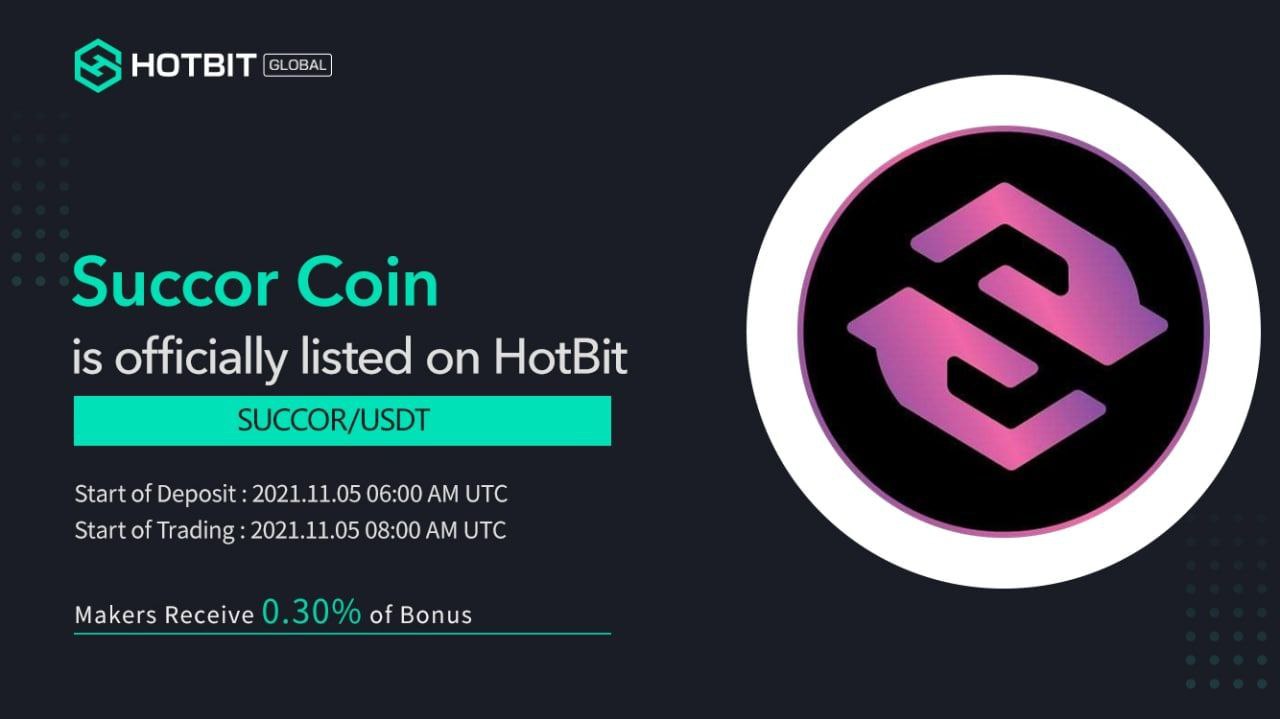 HOTBIT GLOBAL
Succor Coin
is officially listed on HotBit
SUCCOR/USDT
Start of Deposit : 2021.11.05 06:00 AM UTC
Start of Trading : 2021.11.05 08:00 AM UTC
Makers Receive 0.30% of Bonus